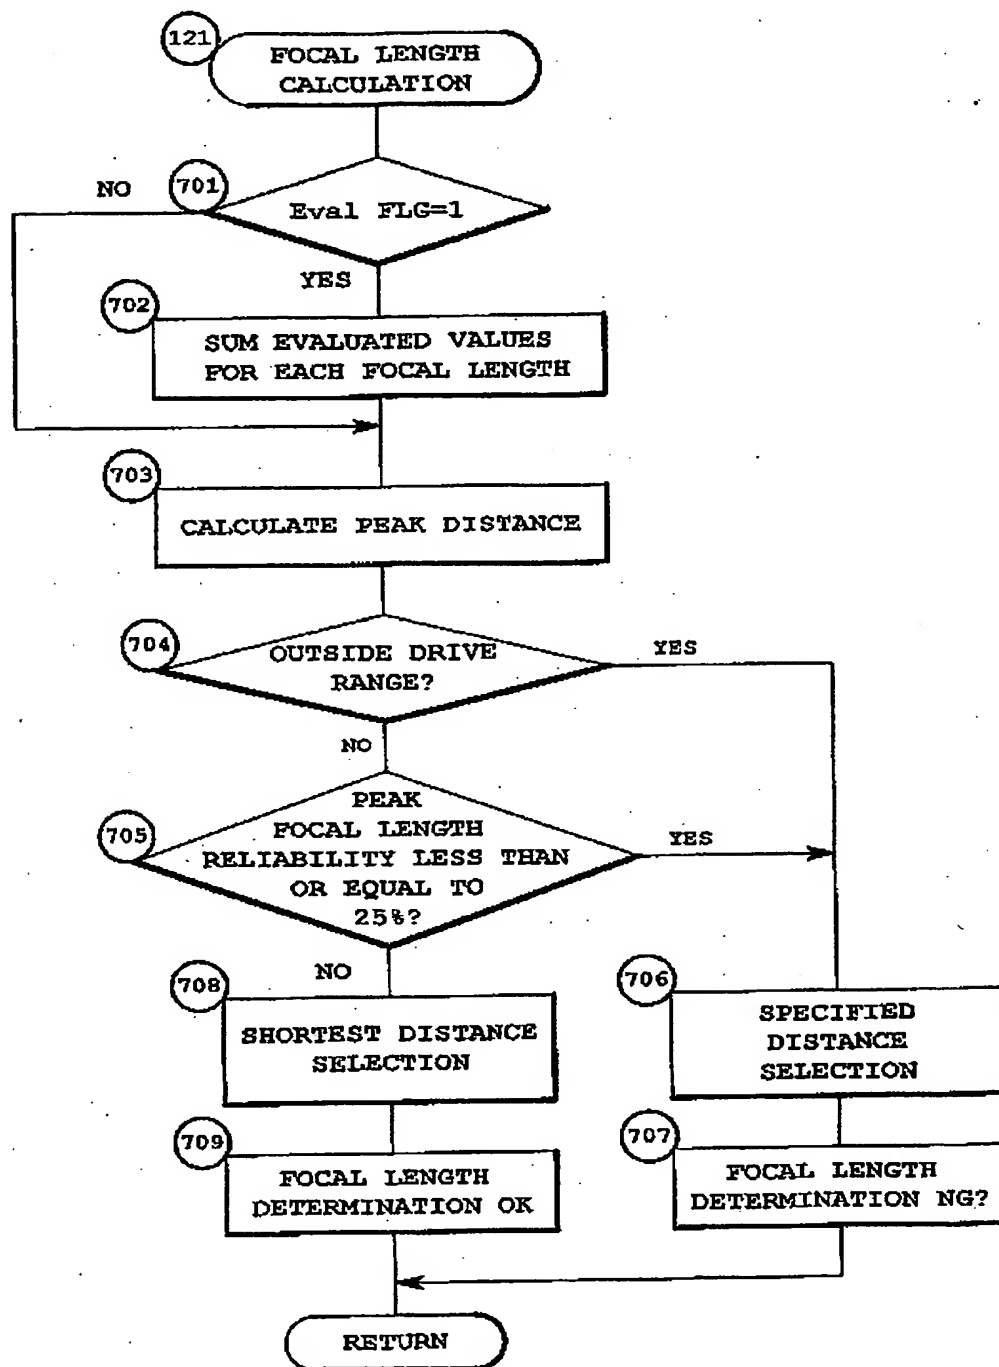 121
FOCAL LENGTH
CALCULATION
NO
701
Eval FLG=1
YES
702
SUM EVALUATED VALUES
FOR EACH FOCAL LENGTH
703
CALCULATE PEAK DISTANCE
704
OUTSIDE DRIVE
RANGE?
YES
NO
705
PEAK
FOCAL LENGTH
RELIABILITY LESS THAN
OR EQUAL TO
25%?
YES
NO
708
SHORTEST DISTANCE
SELECTION
706
SPECIFIED
DISTANCE
SELECTION
709
FOCAL LENGTH
DETERMINATION OK
707
FOCAL LENGTH
DETERMINATION NG?
RETURN